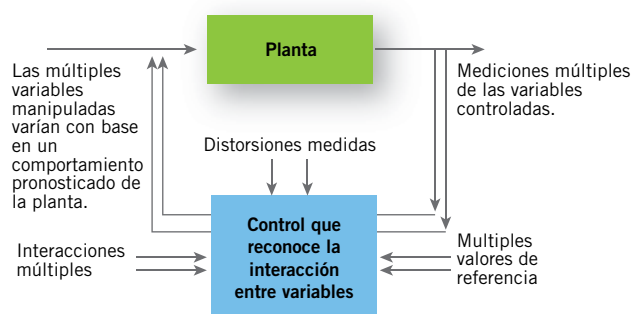 Planta
Las múltiples
variables
manipuladas
varían con base
en un
comportamiento
pronosticado de
la planta.
Mediciones múltiples
de las variables
controladas.
Distorsiones medidas
Control que
reconoce la
interacción
entre variables
Interacciones
múltiples
Multiples
valores de
referencia